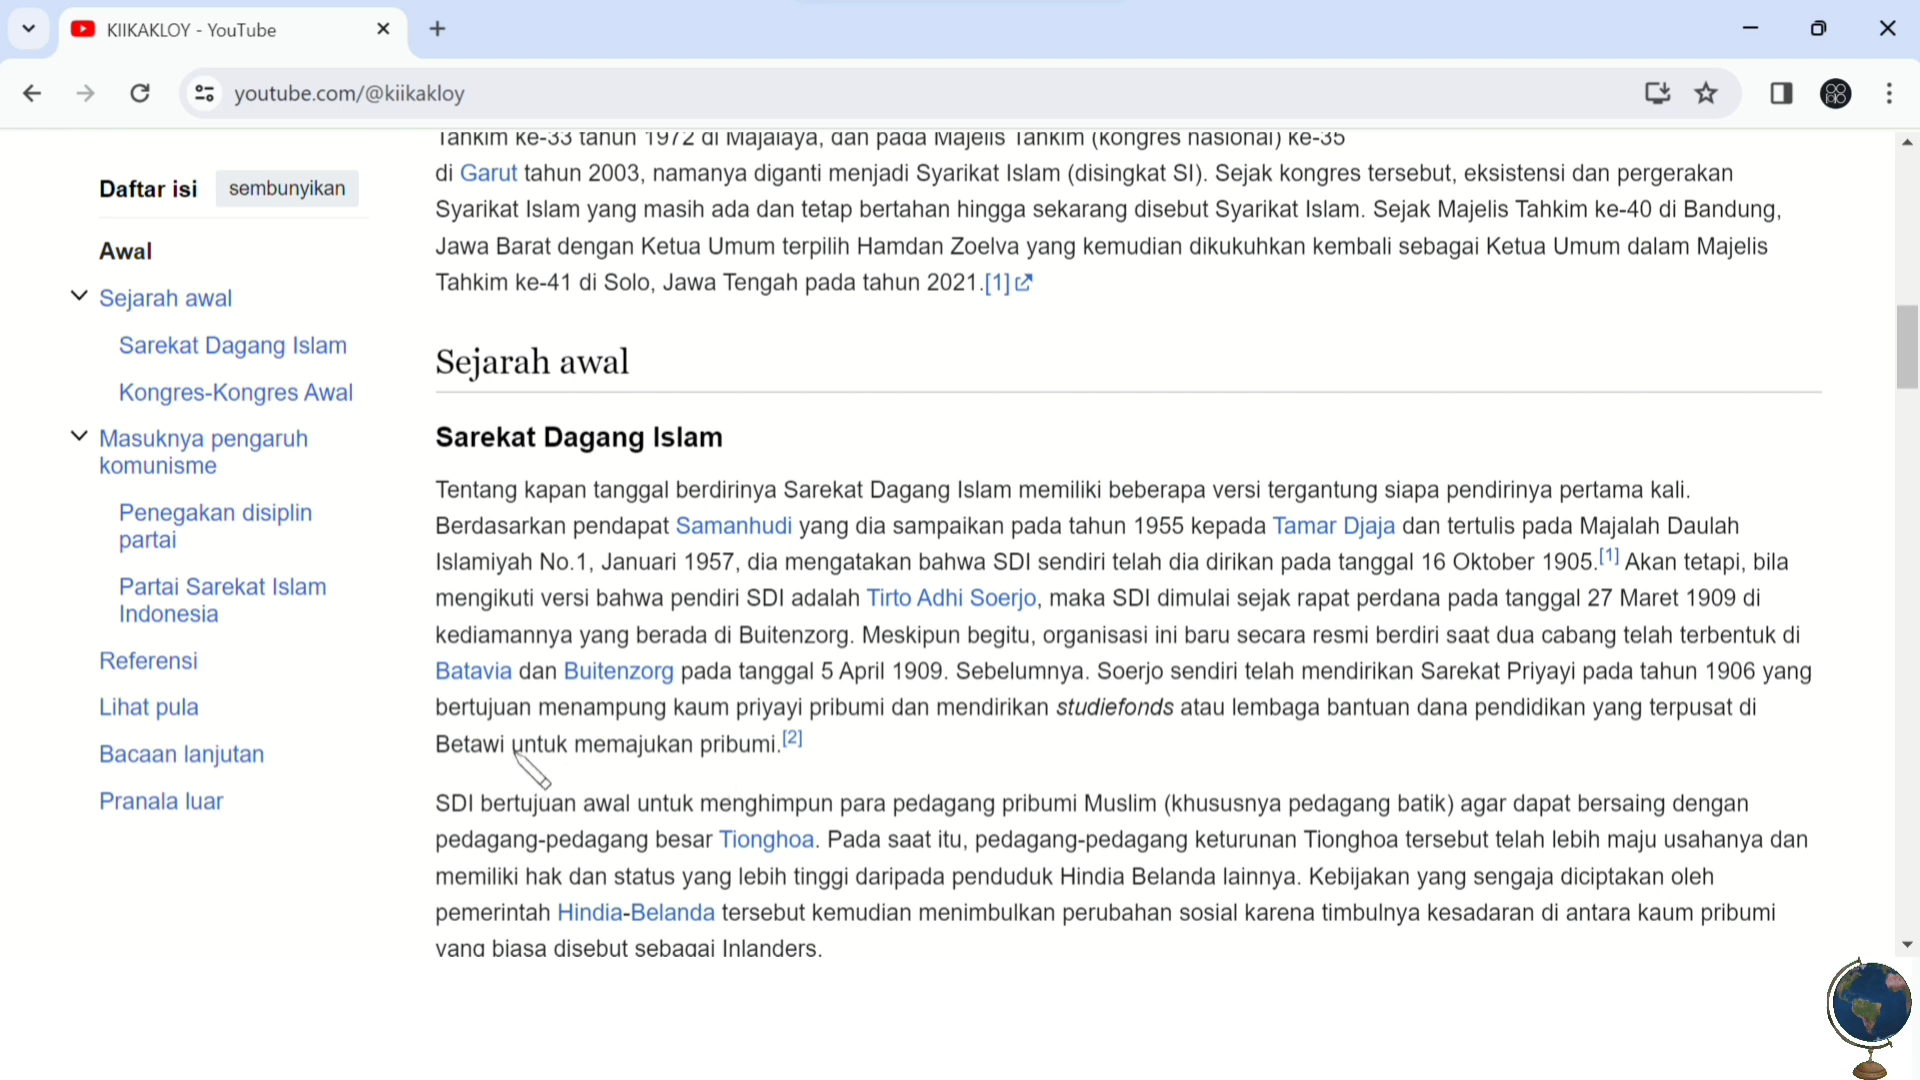 KIIKAKLOY - YouTube
youtube.com/@kiikakloy
Daftar isi sembunyikan
Awal
Sejarah awal
Sarekat Dagang Islam
Kongres-Kongres Awal
Masuknya pengaruh
komunisme
Penegakan disiplin
partai
Partai Sarekat Islam
Indonesia
Referensi
Lihat pula
Bacaan lanjutan
Pranala luar
Tahkim ke-33 tahun 1972 di Majalaya, dan pada Majelis Tahkim (kongres nasional) ke-35
di Garut tahun 2003, namanya diganti menjadi Syarikat Islam (disingkat SI). Sejak kongres tersebut, eksistensi dan pergerakan
Syarikat Islam yang masih ada dan tetap bertahan hingga sekarang disebut Syarikat Islam. Sejak Majelis Tahkim ke-40 di Bandung,
Jawa Barat dengan Ketua Umum terpilih Hamdan Zoelva yang kemudian dikukuhkan kembali sebagai Ketua Umum dalam Majelis
Tahkim ke-41 di Solo, Jawa Tengah pada tahun 2021.[1]
Sejarah awal
Sarekat Dagang Islam
Tentang kapan tanggal berdirinya Sarekat Dagang Islam memiliki beberapa versi tergantung siapa pendirinya pertama kali.
Berdasarkan pendapat Samanhudi yang dia sampaikan pada tahun 1955 kepada Tamar Djaja dan tertulis pada Majalah Daulah
Islamiyah No.1, Januari 1957, dia mengatakan bahwa SDI sendiri telah dia dirikan pada tanggal 16 Oktober 1905.[1] Akan tetapi, bila
mengikuti versi bahwa pendiri SDI adalah Tirto Adhi Soerjo, maka SDI dimulai sejak rapat perdana pada tanggal 27 Maret 1909 di
kediamannya yang berada di Buitenzorg. Meskipun begitu, organisasi ini baru secara resmi berdiri saat dua cabang telah terbentuk di
Batavia dan Buitenzorg pada tanggal 5 April 1909. Sebelumnya. Soerjo sendiri telah mendirikan Sarekat Priyayi pada tahun 1906 yang
bertujuan menampung kaum priyayi pribumi dan mendirikan studiefonds atau lembaga bantuan dana pendidikan yang terpusat di
Betawi untuk memajukan pribumi.[2]
SDI bertujuan awal untuk menghimpun para pedagang pribumi Muslim (khususnya pedagang batik) agar dapat bersaing dengan
pedagang-pedagang besar Tionghoa. Pada saat itu, pedagang-pedagang keturunan Tionghoa tersebut telah lebih maju usahanya dan
memiliki hak dan status yang lebih tinggi daripada penduduk Hindia Belanda lainnya. Kebijakan yang sengaja diciptakan oleh
pemerintah Hindia-Belanda tersebut kemudian menimbulkan perubahan sosial karena timbulnya kesadaran di antara kaum pribumi
yang biasa disebut sebagai Inlanders.